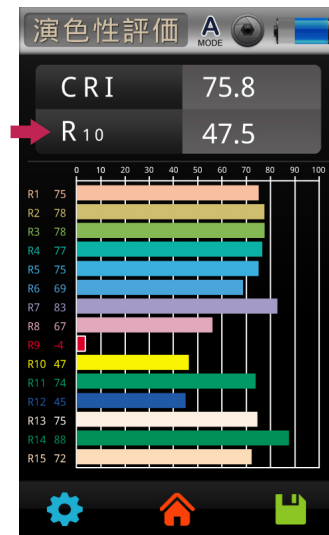 演色性評価 A MODE
CRI 75.8
R10 47.5
0 10 20 30 40 50 60 70 80 90 100
R1 75
R2 78
R3 78
R4 77
R5 75
R6 69
R7 83
R8 67
R9 -4
R10 47
R11 74
R12 45
R13 75
R14 88
R15 72